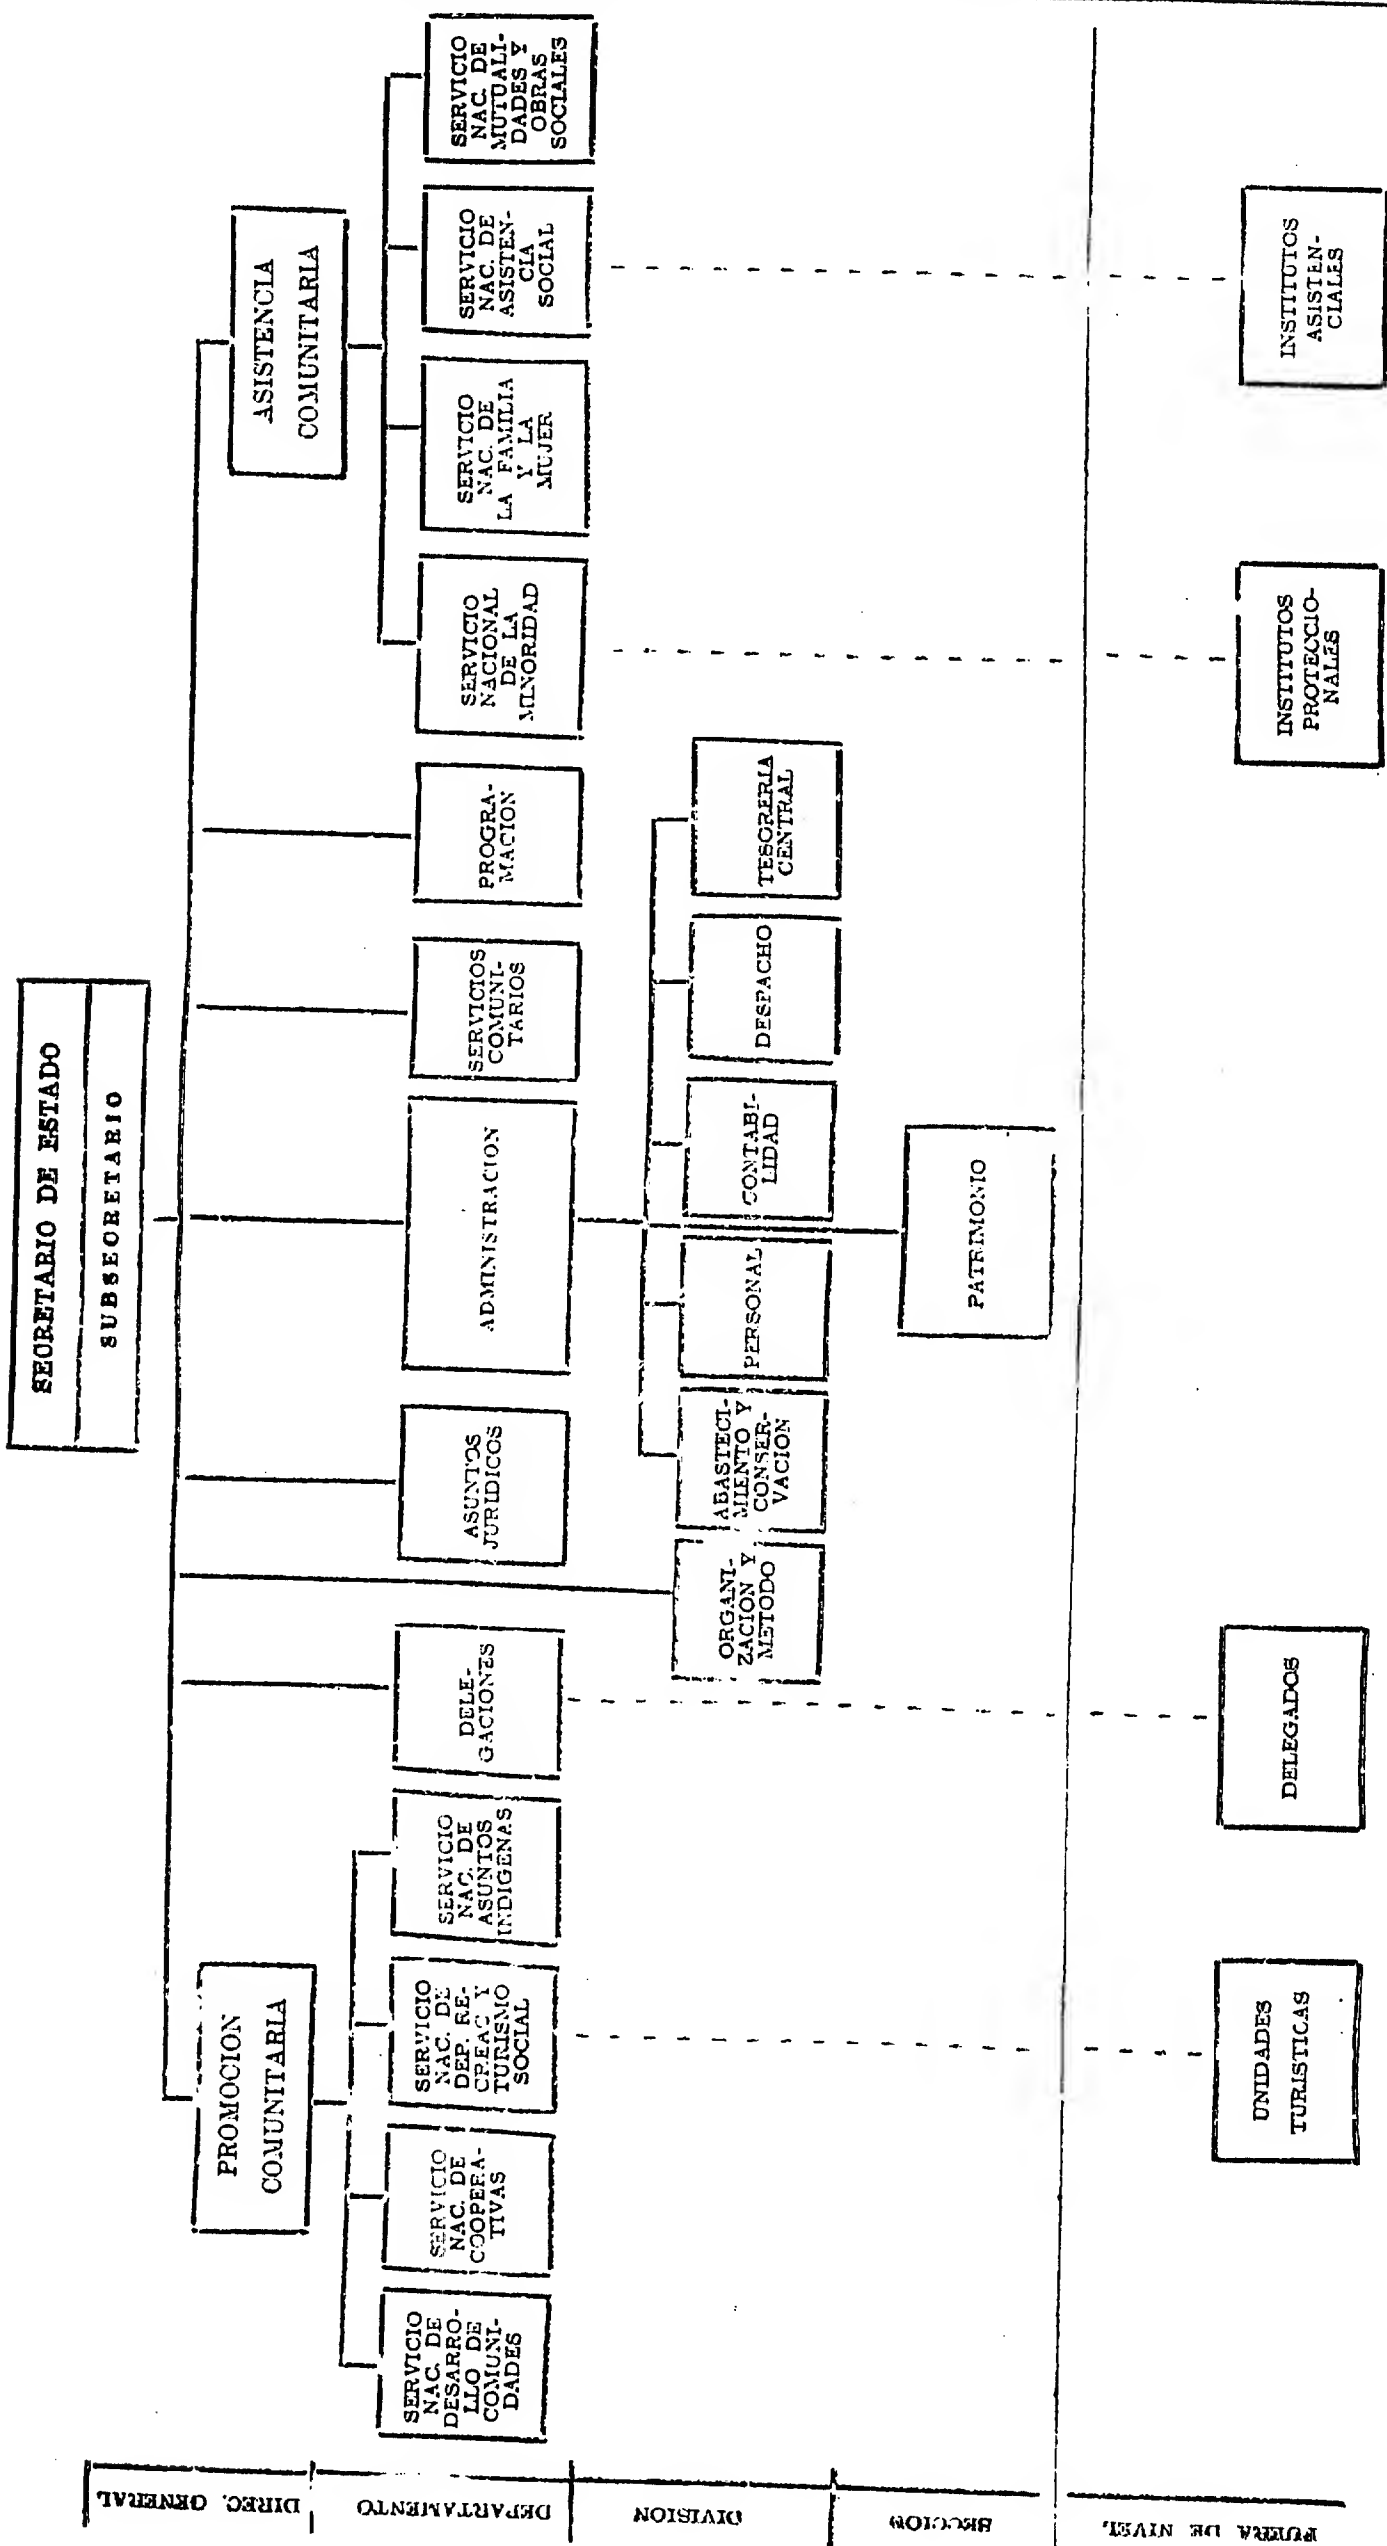 SECRETARIO DE ESTADO
SUBSECRETARIO
PROMOCION
COMUNITARIA
ASISTENCIA
COMUNITARIA
SERVICIO
NAC. DE
DESARRO-
LLO DE
COMUNI-
DADES
SERVICIO
NAC. DE
COOPERA-
TIVAS
SERVICIO
NAC. DE
DEP. RE-
CREAC Y
TURISMO
SOCIAL
SERVICIO
NAC. DE
ASUNTOS
INDIGENAS
DELE-
GACIONES
ASUNTOS
JURIDICOS
ADMINISTRACION
SERVICIOS
COMUNI-
TARIOS
PROGRA-
MACION
SERVICIO
NACIONAL
DE LA
MINORIDAD
SERVICIO
NAC. DE
LA FAMILIA
Y LA
MUJER
SERVICIO
NAC. DE
ASISTEN-
CIA
SOCIAL
SERVICIO
NAC. DE
MUTUALI-
DADES Y
OBRAS
SOCIALES
ORGANI-
ZACION Y
METODO
ABASTECI-
MIENTO Y
CONSER-
VACION
PERSONAL
CONTABI-
LIDAD
DESPACHO
TESORERIA
CENTRAL
PATRIMONIO
UNIDADES
TURISTICAS
DELEGADOS
INSTITUTOS
PROTECCIO-
NALES
INSTITUTOS
ASISTEN-
CIALES
DIREC. GENERAL
DEPARTAMENTO
DIVISION
SECCION
FUERA DE NIVEL